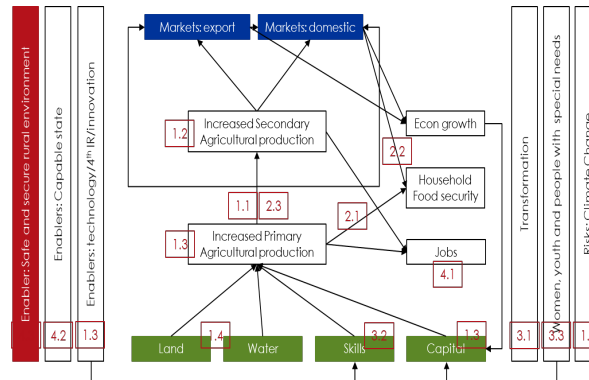 Markets: export
Markets: domestic
1.2
Increased Secondary
Agricultural production
Econ growth
2.2
Household
Food security
1.1
2.3
2.1
1.3
Increased Primary
Agricultural production
Jobs
4.1
Land
1.4
Water
Skills
3.2
Capital
1.3
Enabler: Safe and secure rural environment
Enablers: Capable state
4.2
Enablers: technology/4th IR/innovation
1.3
Transformation
3.1
Women, youth and people with special needs
3.3
Risks: Climate Change